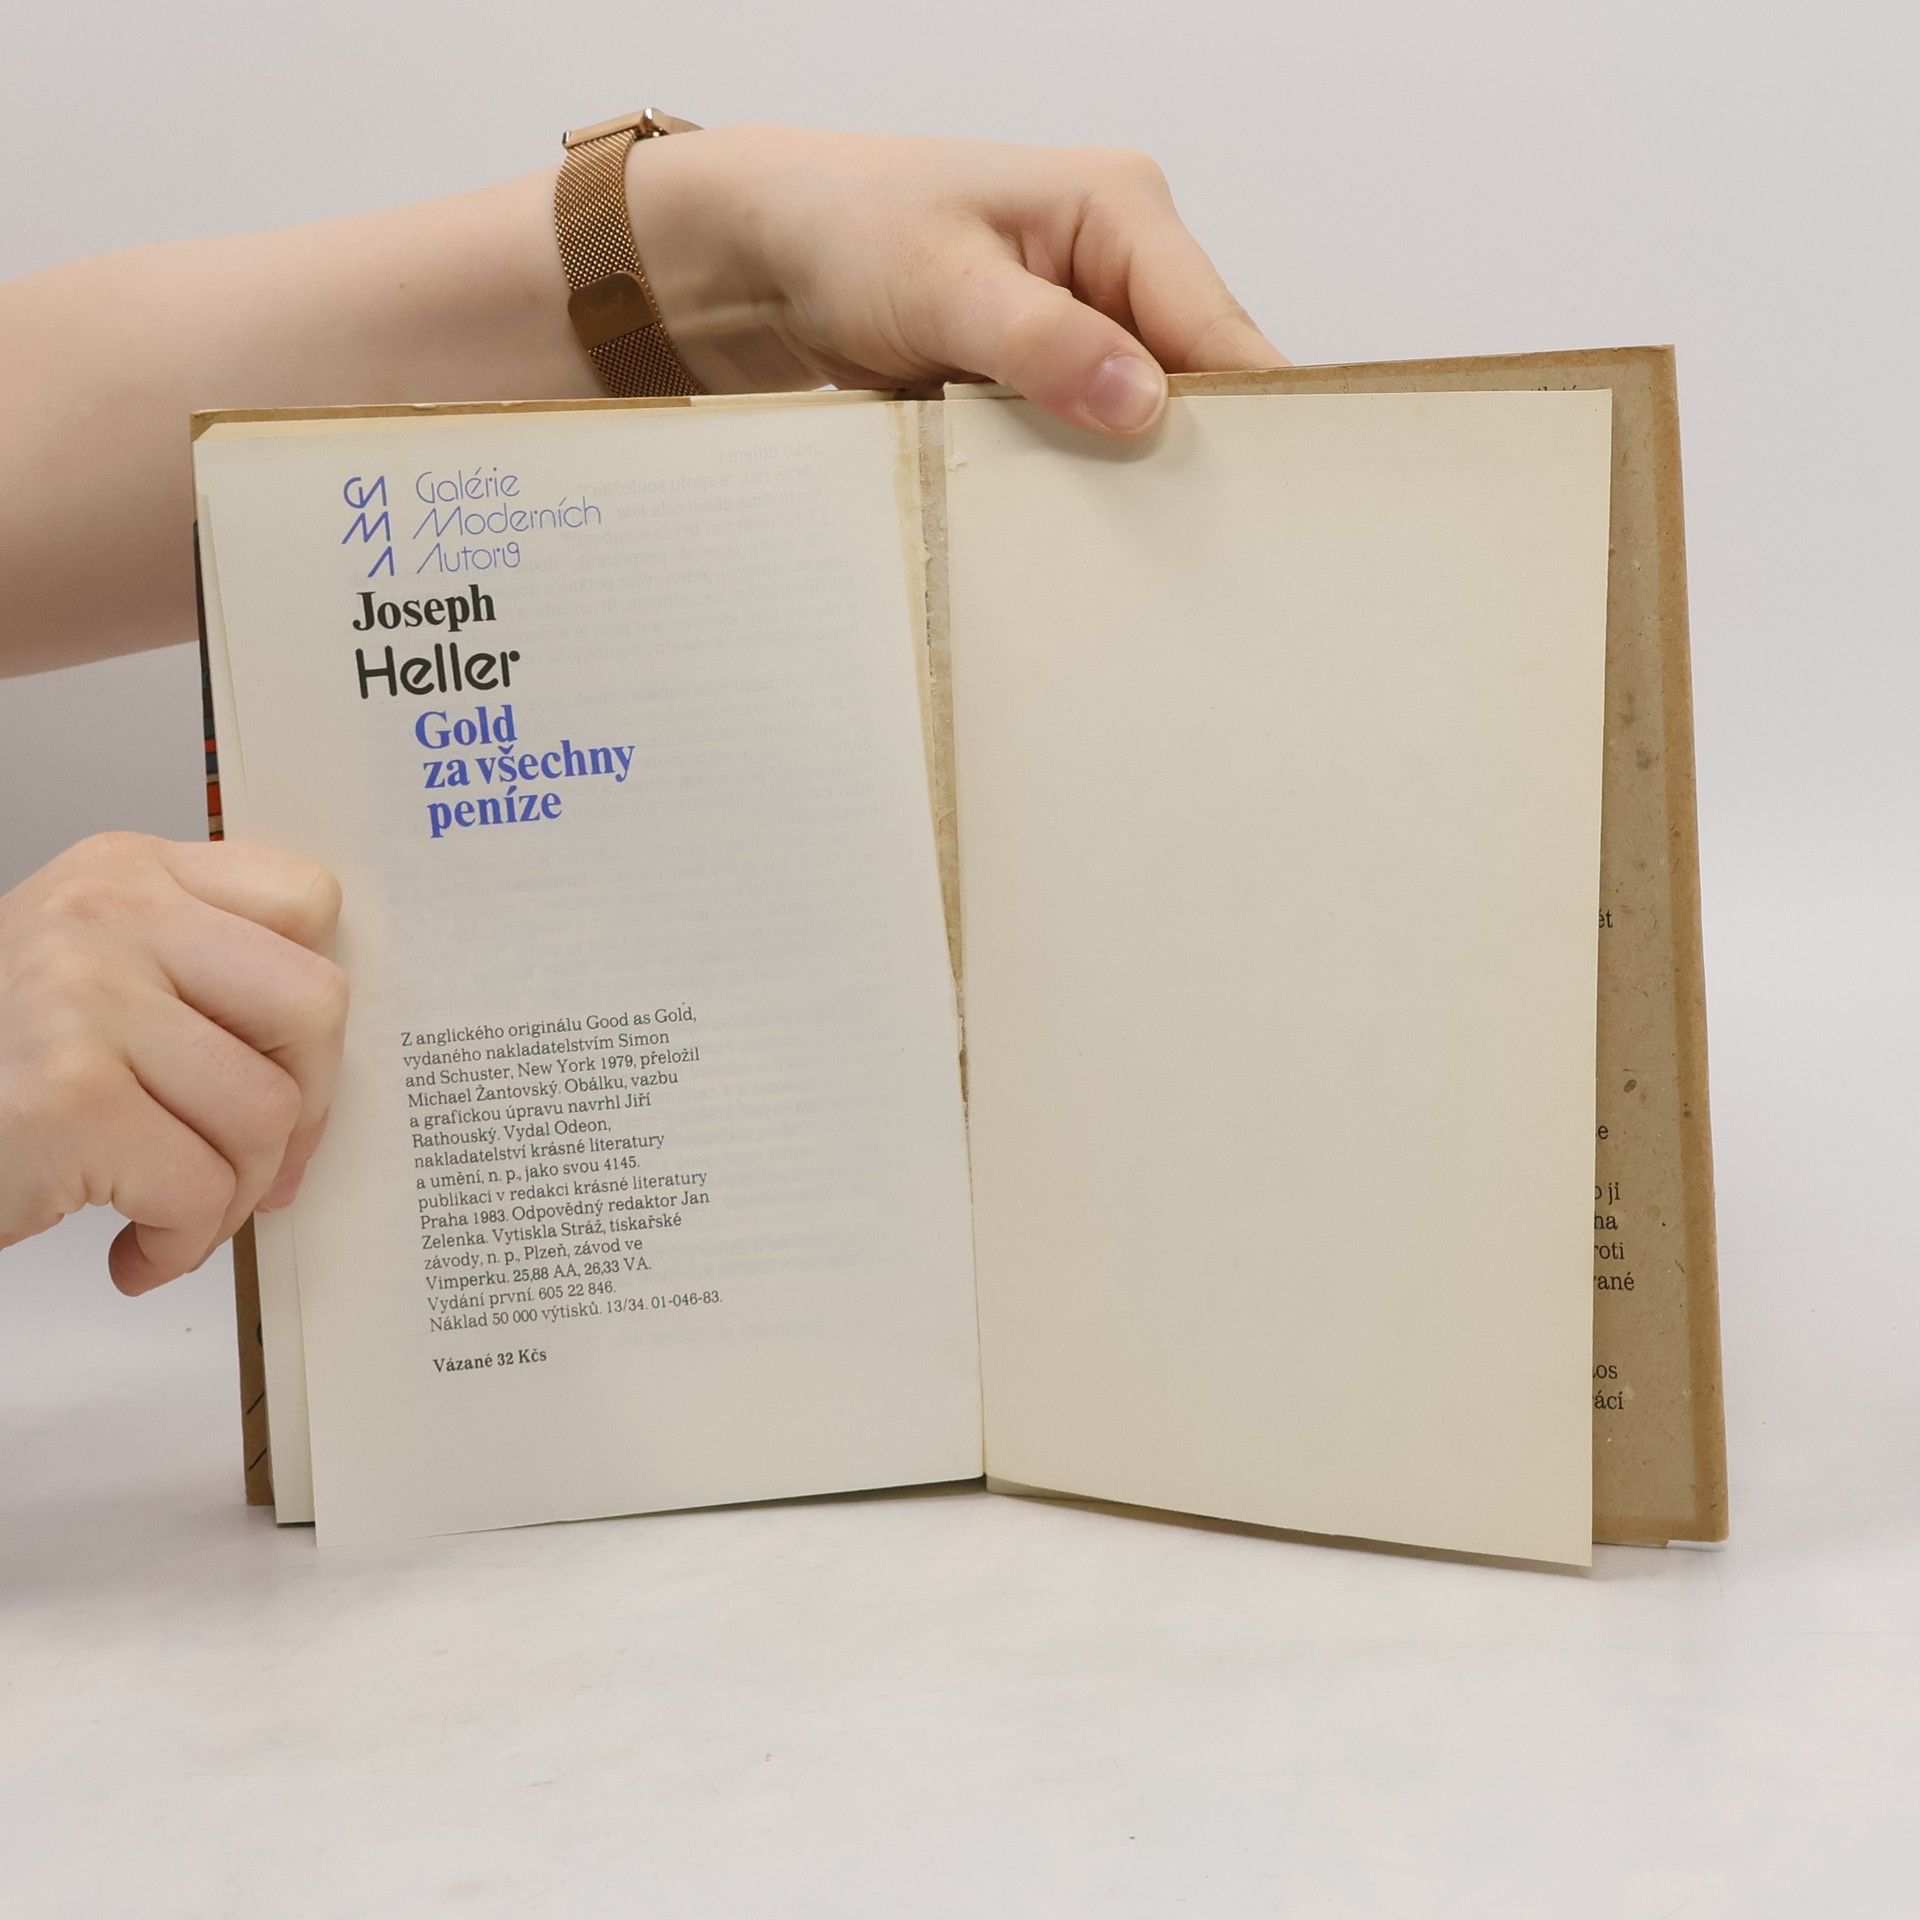 GM
M
A
Galérie
Moderních
Autorů
Joseph
Heller
Gold
za všechny
peníze
Z anglického originálu Good as Gold,
vydaného nakladatelstvím Simon
and Schuster, New York 1979, přeložil
Michael Žantovský. Obálku, vazbu
a grafickou úpravu navrhl Jiří
Rathouský. Vydal Odeon,
nakladatelství krásné literatury
a umění, n. p., jako svou 4145.
publikaci v redakci krásné literatury
Praha 1983. Odpovědný redaktor Jan
Zelenka. Vytiskla Stráž, tiskařské
závody, n. p., Plzeň, závod ve
Vimperku. 25,88 AA, 26,33 VA.
Vydání první. 605 22 846.
Náklad 50 000 výtisků. 13/34. 01-046-83.
Vázané 32 Kčs